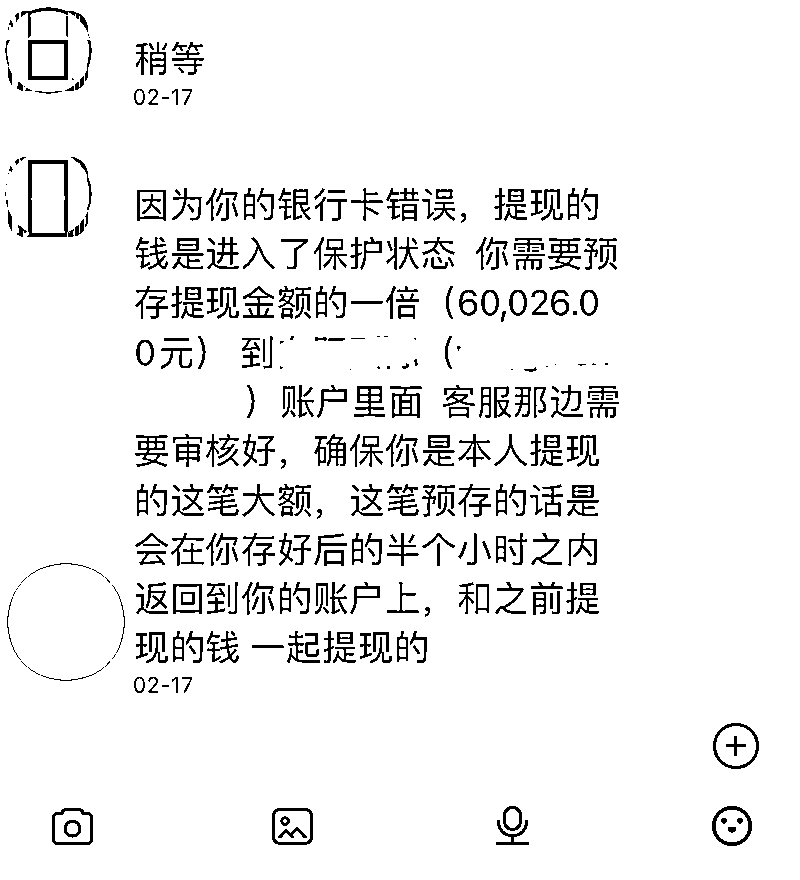 稍等
02-17
因为你的银行卡错误，提现的
钱是进入了保护状态 你需要预
存提现金额的一倍（60,026.0
0元） 到 （
）账户里面 客服那边需
要审核好，确保你是本人提现
的这笔大额，这笔预存的话是
会在你存好后的半个小时之内
返回到你的账户上，和之前提
现的钱 一起提现的
02-17